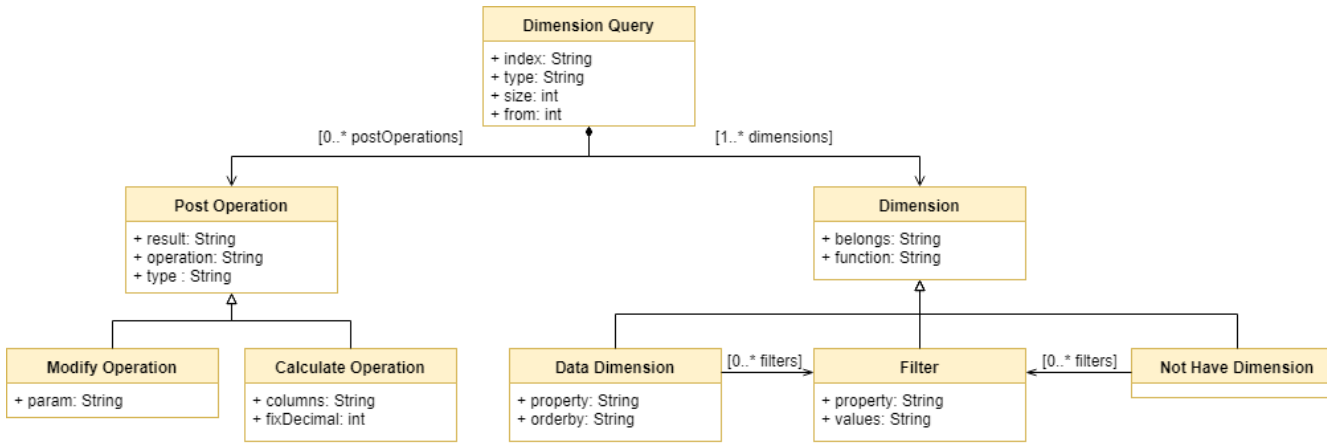 Dimension Query
+ index: String
+ type: String
+ size: int
+ from: int
[0..* postOperations]
[1..* dimensions]
Post Operation
+ result: String
+ operation: String
+ type : String
Dimension
+ belongs: String
+ function: String
Modify Operation
+ param: String
Calculate Operation
+ columns: String
+ fixDecimal: int
Data Dimension
+ property: String
+ orderby: String
[0..* filters]
Filter
+ property: String
+ values: String
[0..* filters]
Not Have Dimension